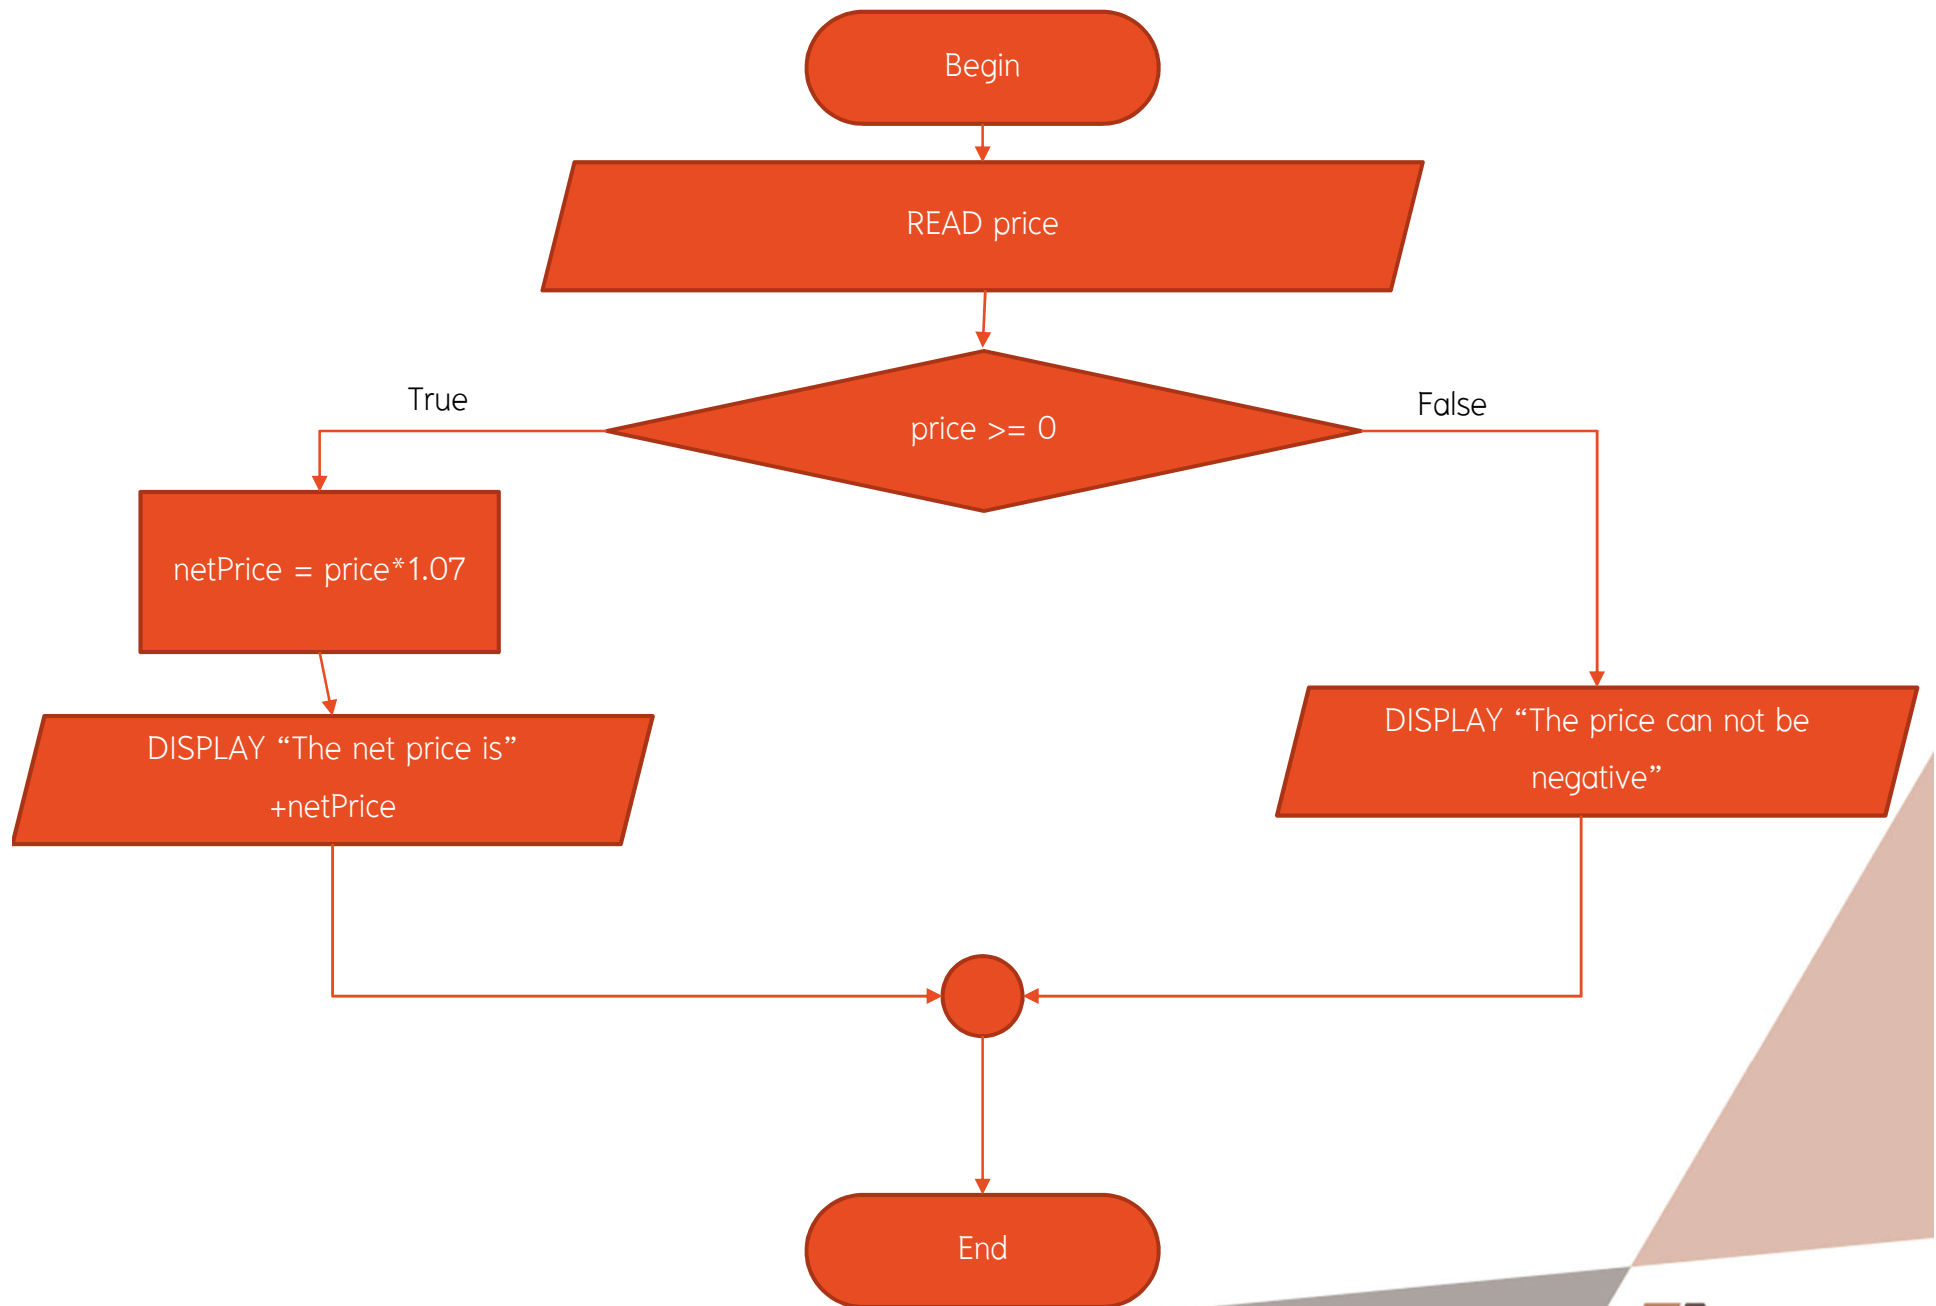 Begin
READ price
True
False
price >= 0
netPrice = price*1.07
DISPLAY “The net price is”
+netPrice
DISPLAY “The price can not be
negative”
End